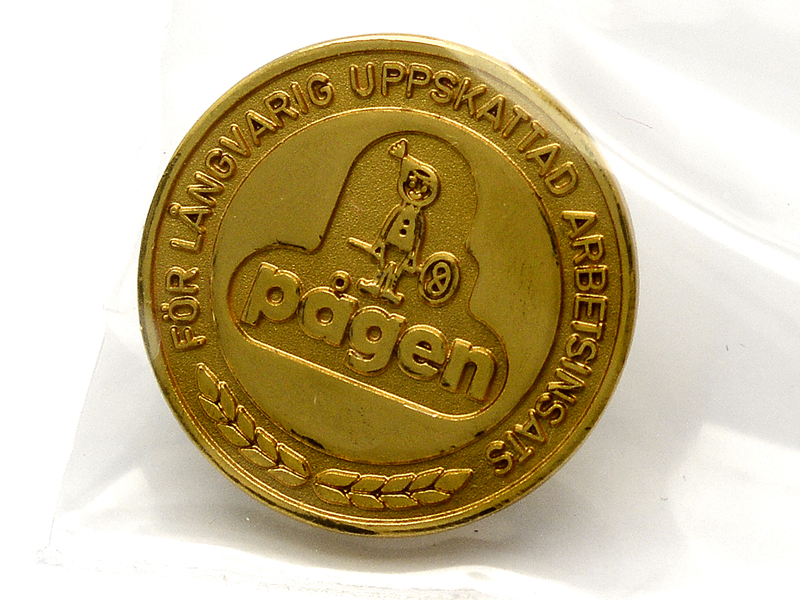 FÖR LÅNGVARIG UPPSKATTAD ARBETSINSATS
pågen